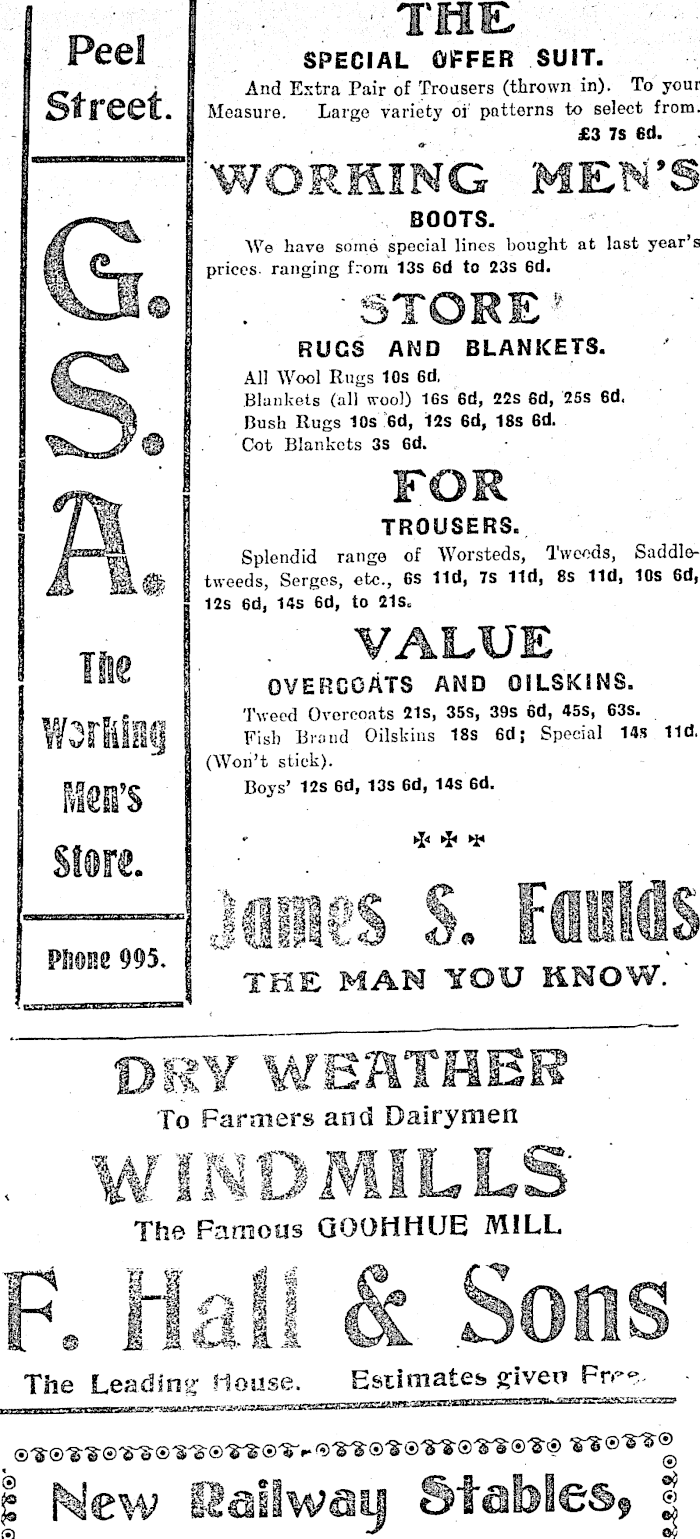 Peel
Street.
G.
S.
A.
The
Working
Men's
Store.
Phone 995.
THE
SPECIAL OFFER SUIT.
And Extra Pair of Trousers (thrown in). To your
Measure. Large variety of patterns to select from.
£3 7s 6d.
WORKING MEN'S
BOOTS.
We have some special lines bought at last year's
prices. ranging from 13s 6d to 23s 6d.
STORE
RUGS AND BLANKETS.
All Wool Rugs 10s 6d.
Blankets (all wool) 16s 6d, 22s 6d, 25s 6d.
Bush Rugs 10s 6d, 12s 6d, 18s 6d.
Cot Blankets 3s 6d.
FOR
TROUSERS.
Splendid range of Worsteds, Tweeds, Saddle-
tweeds, Serges, etc., 6s 11d, 7s 11d, 8s 11d, 10s 6d,
12s 6d, 14s 6d, to 21s.
VALUE
OVERCOATS AND OILSKINS.
Tweed Overcoats 21s, 35s, 39s 6d, 45s, 63s.
Fish Brand Oilskins 18s 6d; Special 14s 11d.
(Won't stick).
Boys' 12s 6d, 13s 6d, 14s 6d.
James S. Faulds
THE MAN YOU KNOW.
DRY WEATHER
To Farmers and Dairymen
WINDMILLS
The Famous GOOHHUE MILL
F. Hall & Sons
The Leading House. Estimates given Free.
New Railway Stables,